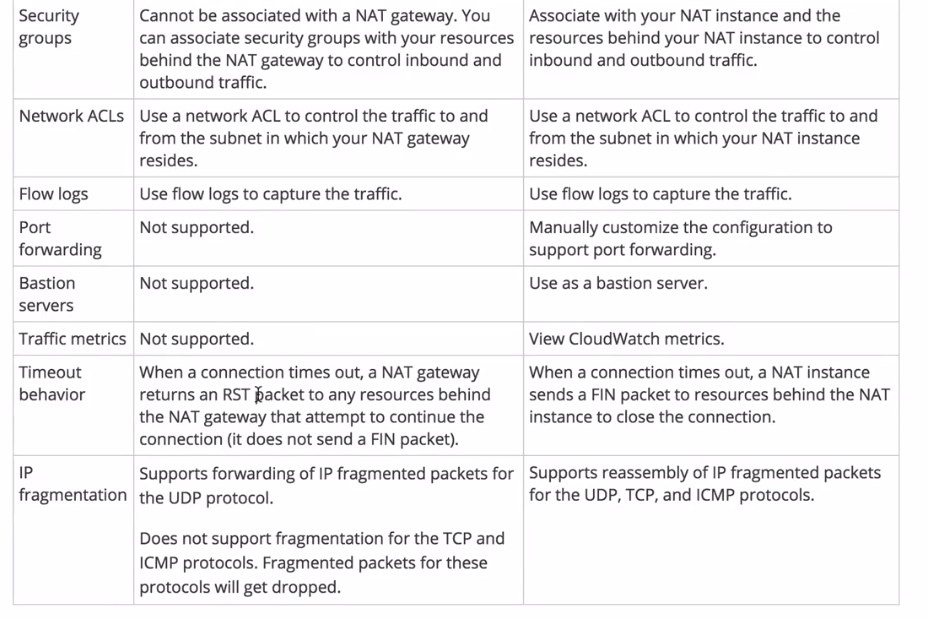 Security
groups
Cannot be associated with a NAT gateway. You
can associate security groups with your resources
behind the NAT gateway to control inbound and
outbound traffic.
Associate with your NAT instance and the
resources behind your NAT instance to control
inbound and outbound traffic.
Network ACLs
Use a network ACL to control the traffic to and
from the subnet in which your NAT gateway
resides.
Use a network ACL to control the traffic to and
from the subnet in which your NAT instance
resides.
Flow logs
Use flow logs to capture the traffic.
Use flow logs to capture the traffic.
Port
forwarding
Not supported.
Manually customize the configuration to
support port forwarding.
Bastion
servers
Not supported.
Use as a bastion server.
Traffic metrics
Not supported.
View CloudWatch metrics.
Timeout
behavior
When a connection times out, a NAT gateway
returns an RST packet to any resources behind
the NAT gateway that attempt to continue the
connection (it does not send a FIN packet).
When a connection times out, a NAT instance
sends a FIN packet to resources behind the NAT
instance to close the connection.
IP
fragmentation
Supports forwarding of IP fragmented packets for
the UDP protocol.
Does not support fragmentation for the TCP and
ICMP protocols. Fragmented packets for these
protocols will get dropped.
Supports reassembly of IP fragmented packets
for the UDP, TCP, and ICMP protocols.